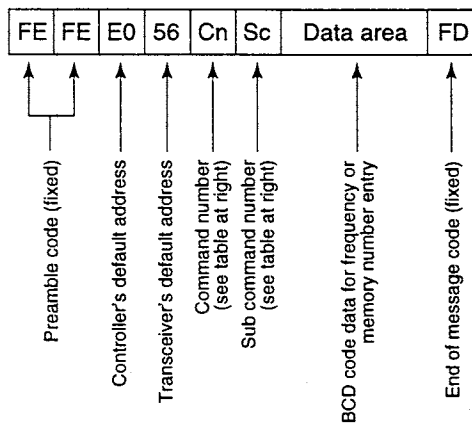 FE FE E0 56 Cn Sc Data area FD
Preamble code (fixed)
Controller's default address
Transceiver's default address
Command number
(see table at right)
Sub command number
(see table at right)
BCD code data for frequency or
memory number entry
End of message code (fixed)